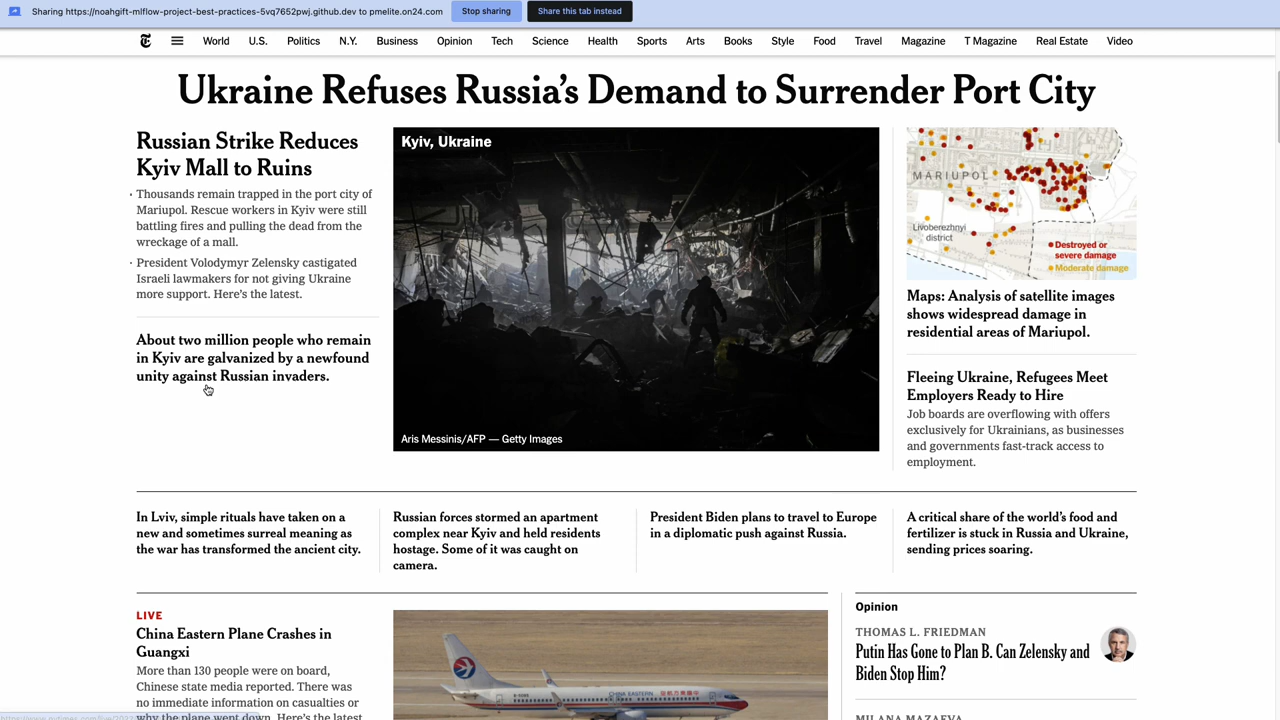 Sharing https://noahgift-mlflow-project-best-practices-5vq7652pwj.github.dev to pmelite.on24.com Stop sharing Share this tab instead
World U.S. Politics N.Y. Business Opinion Tech Science Health Sports Arts Books Style Food Travel Magazine T Magazine Real Estate Video
Ukraine Refuses Russia's Demand to Surrender Port City
Russian Strike Reduces
Kyiv Mall to Ruins
· Thousands remain trapped in the port city of
Mariupol. Rescue workers in Kyiv were still
battling fires and pulling the dead from the
wreckage of a mall.
· President Volodymyr Zelensky castigated
Israeli lawmakers for not giving Ukraine
more support. Here's the latest.
About two million people who remain
in Kyiv are galvanized by a newfound
unity against Russian invaders.
Kyiv, Ukraine
Aris Messinis/AFP — Getty Images
MARIUPOL
Livoberezhnyi
district
Destroyed or
severe damage
Moderate damage
Maps: Analysis of satellite images
shows widespread damage in
residential areas of Mariupol.
Fleeing Ukraine, Refugees Meet
Employers Ready to Hire
Job boards are overflowing with offers
exclusively for Ukrainians, as businesses
and governments fast-track access to
employment.
In Lviv, simple rituals have taken on a
new and sometimes surreal meaning as
the war has transformed the ancient city.
Russian forces stormed an apartment
complex near Kyiv and held residents
hostage. Some of it was caught on
camera.
President Biden plans to travel to Europe
in a diplomatic push against Russia.
A critical share of the world's food and
fertilizer is stuck in Russia and Ukraine,
sending prices soaring.
LIVE
China Eastern Plane Crashes in
Guangxi
More than 130 people were on board,
Chinese state media reported. There was
no immediate information on casualties or
why the plane went down. Here's the latest
CHINA EASTERN
Opinion
THOMAS L. FRIEDMAN
Putin Has Gone to Plan B. Can Zelensky and
Biden Stop Him?
MILANA MAZAEVA